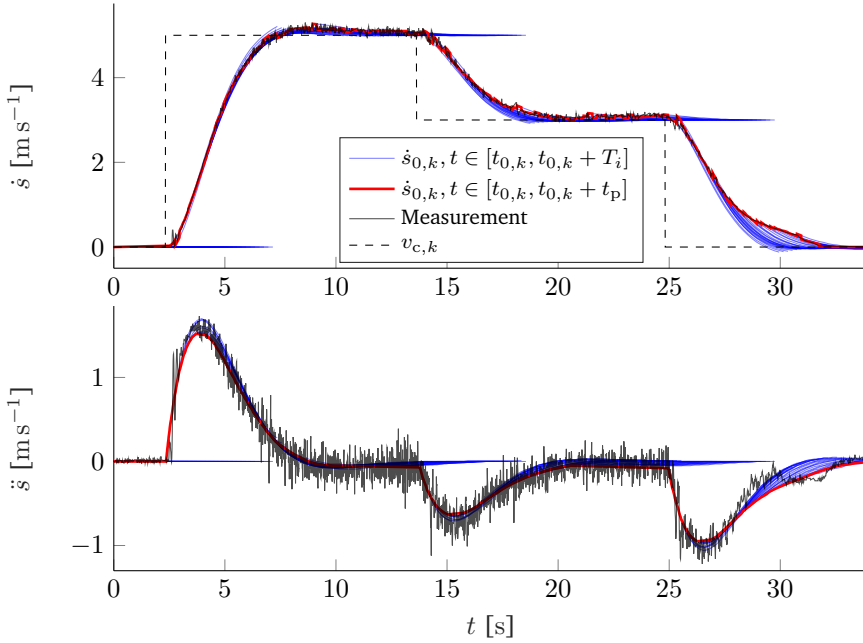 4
2
0
ṡ [m s⁻¹]
ṡ₀,ₖ, t ∈ [t₀,ₖ, t₀,ₖ + Tᵢ]
ṡ₀,ₖ, t ∈ [t₀,ₖ, t₀,ₖ + tₚ]
Measurement
v_c,k
0 5 10 15 20 25 30
1
0
−1
s̈ [m s⁻¹]
0 5 10 15 20 25 30
t [s]